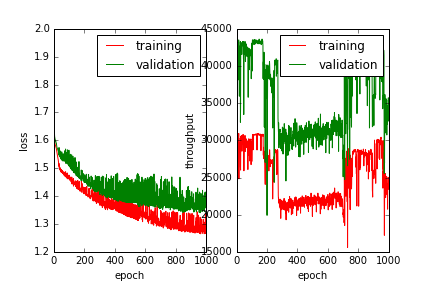 2.0
1.9
1.8
1.7
1.6
1.5
1.4
1.3
1.2
loss
0 200 400 600 800 1000
epoch
training
validation
45000
40000
35000
30000
25000
20000
15000
throughput
0 200 400 600 800 1000
epoch
training
validation